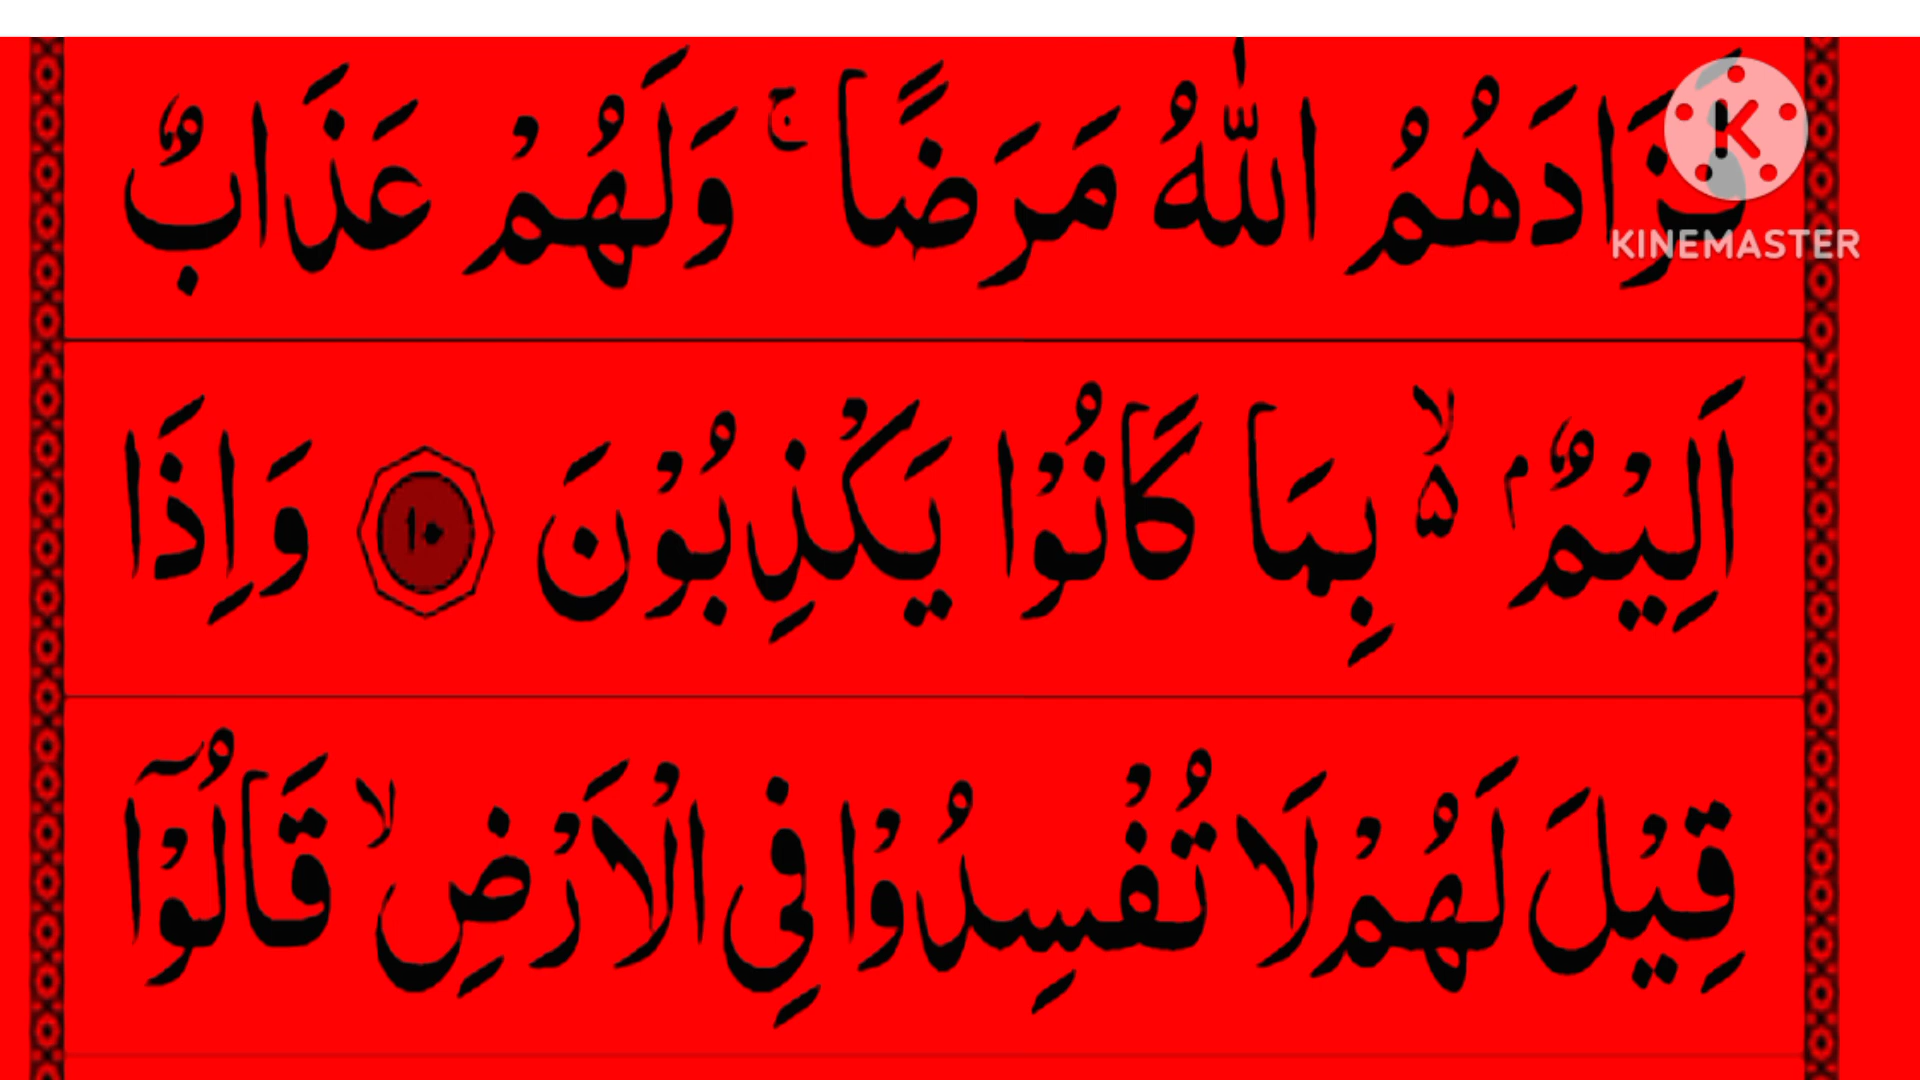 فَزَادَهُمُ اللّٰهُ مَرَضًا ۚ وَلَهُمْ عَذَابٌ
اَلِيْمٌۢ ۙ۵ بِمَا كَانُوْا يَكْذِبُوْنَ ۱۰ وَاِذَا
قِيْلَ لَهُمْ لَا تُفْسِدُوْا فِى الْاَرْضِ ۙ قَالُوْۤا
KINEMASTER